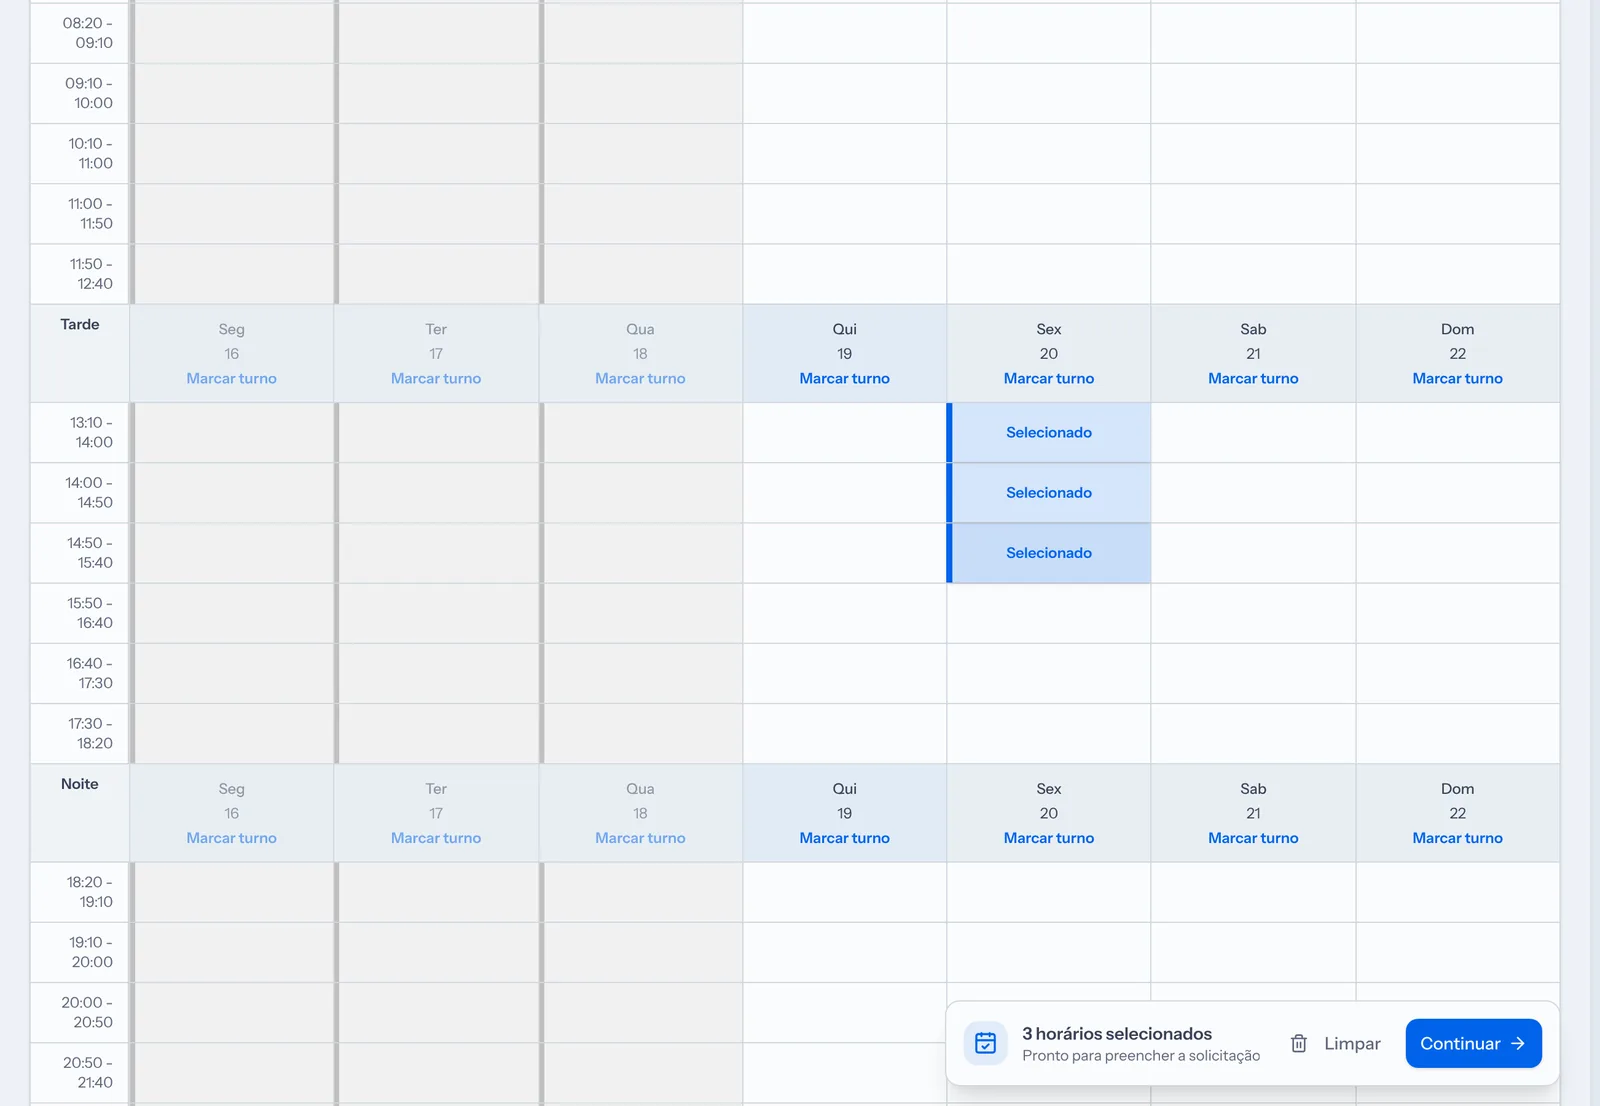 08:20 -
09:10
09:10 -
10:00
10:10 -
11:00
11:00 -
11:50
11:50 -
12:40
Tarde
Seg
16
Marcar turno
Ter
17
Marcar turno
Qua
18
Marcar turno
Qui
19
Marcar turno
Sex
20
Marcar turno
Sab
21
Marcar turno
Dom
22
Marcar turno
13:10 -
14:00
Selecionado
14:00 -
14:50
Selecionado
14:50 -
15:40
Selecionado
15:50 -
16:40
16:40 -
17:30
17:30 -
18:20
Noite
Seg
16
Marcar turno
Ter
17
Marcar turno
Qua
18
Marcar turno
Qui
19
Marcar turno
Sex
20
Marcar turno
Sab
21
Marcar turno
Dom
22
Marcar turno
18:20 -
19:10
19:10 -
20:00
20:00 -
20:50
20:50 -
21:40
3 horários selecionados
Pronto para preencher a solicitação
Limpar
Continuar